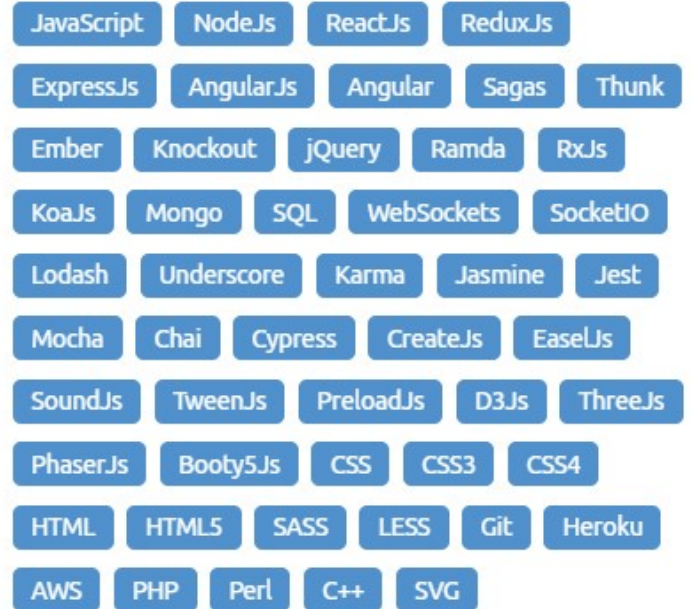 JavaScript NodeJs ReactJs ReduxJs
ExpressJs AngularJs Angular Sagas Thunk
Ember Knockout jQuery Ramda RxJs
KoaJs Mongo SQL WebSockets SocketIO
Lodash Underscore Karma Jasmine Jest
Mocha Chai Cypress CreateJs EaselJs
SoundJs TweenJs PreloadJs D3Js ThreeJs
PhaserJs Booty5Js CSS CSS3 CSS4
HTML HTML5 SASS LESS Git Heroku
AWS PHP Perl C++ SVG